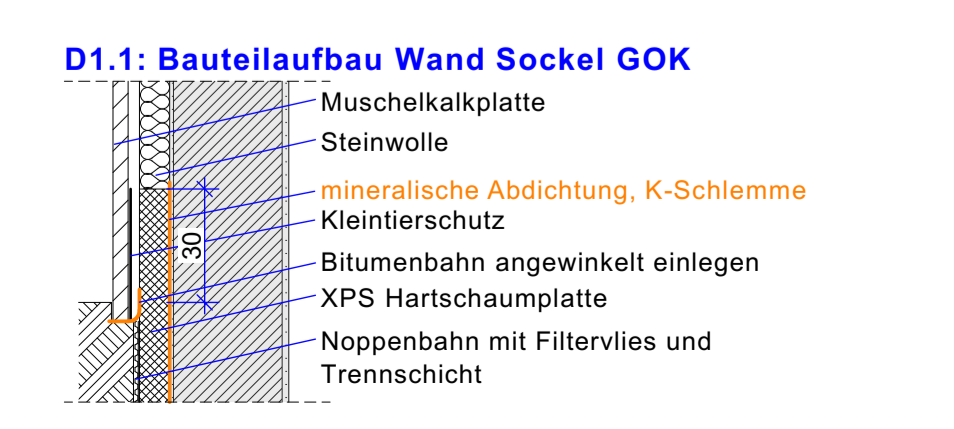 D1.1: Bauteilaufbau Wand Sockel GOK
Muschelkalkplatte
Steinwolle
mineralische Abdichtung, K-Schlemme
Kleintierschutz
30
Bitumenbahn angewinkelt einlegen
XPS Hartschaumplatte
Noppenbahn mit Filtervlies und
Trennschicht